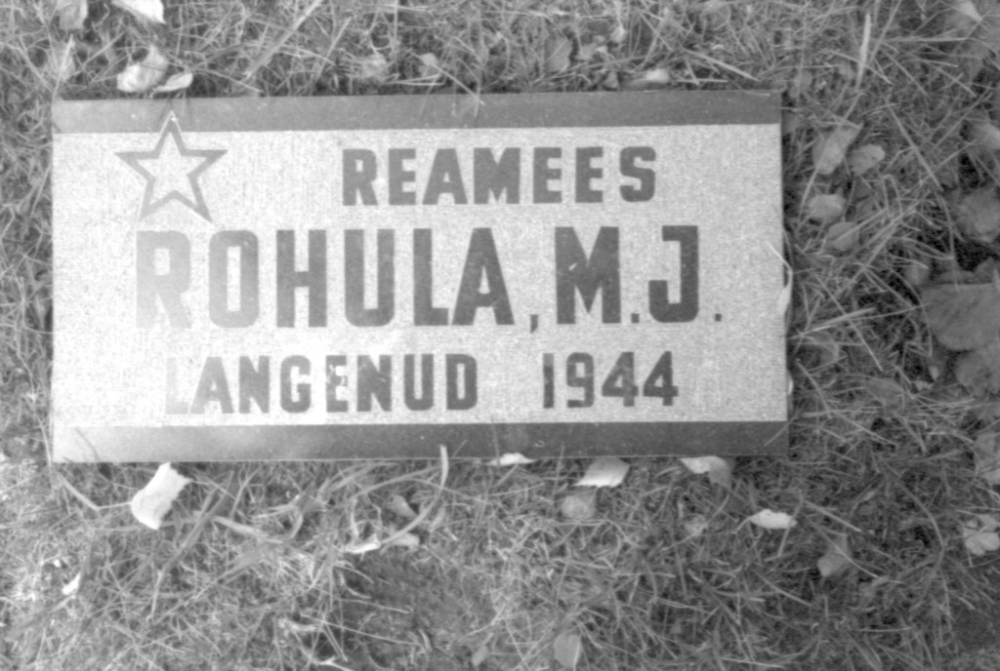 REAMEES
ROHULA, M.J.
LANGENUD 1944